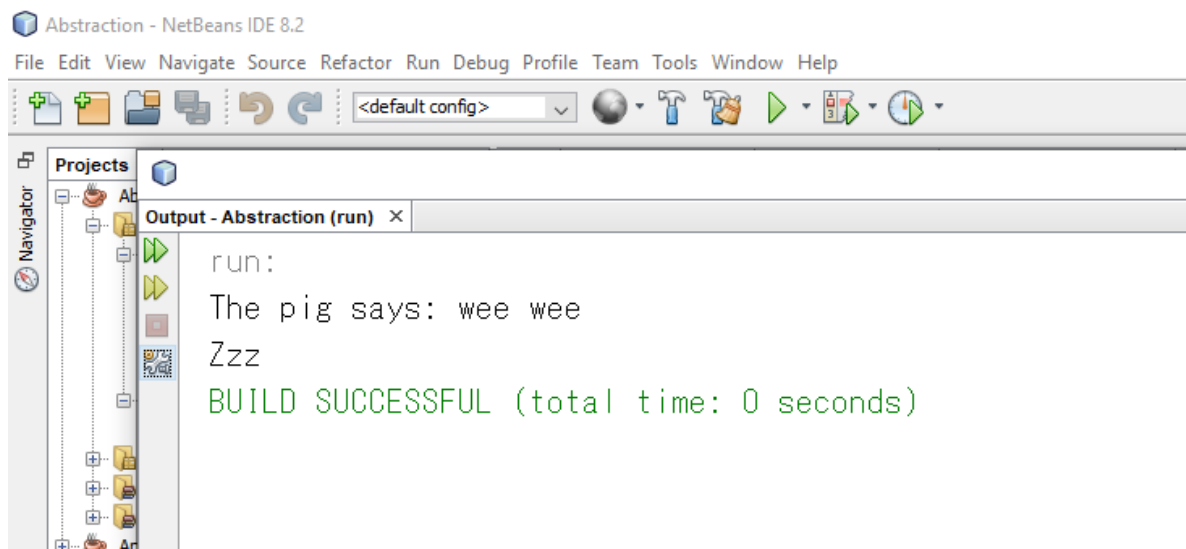 Abstraction - NetBeans IDE 8.2
File Edit View Navigate Source Refactor Run Debug Profile Team Tools Window Help
<default config>
Projects
Navigator
Output - Abstraction (run)
run:
The pig says: wee wee
Zzz
BUILD SUCCESSFUL (total time: 0 seconds)